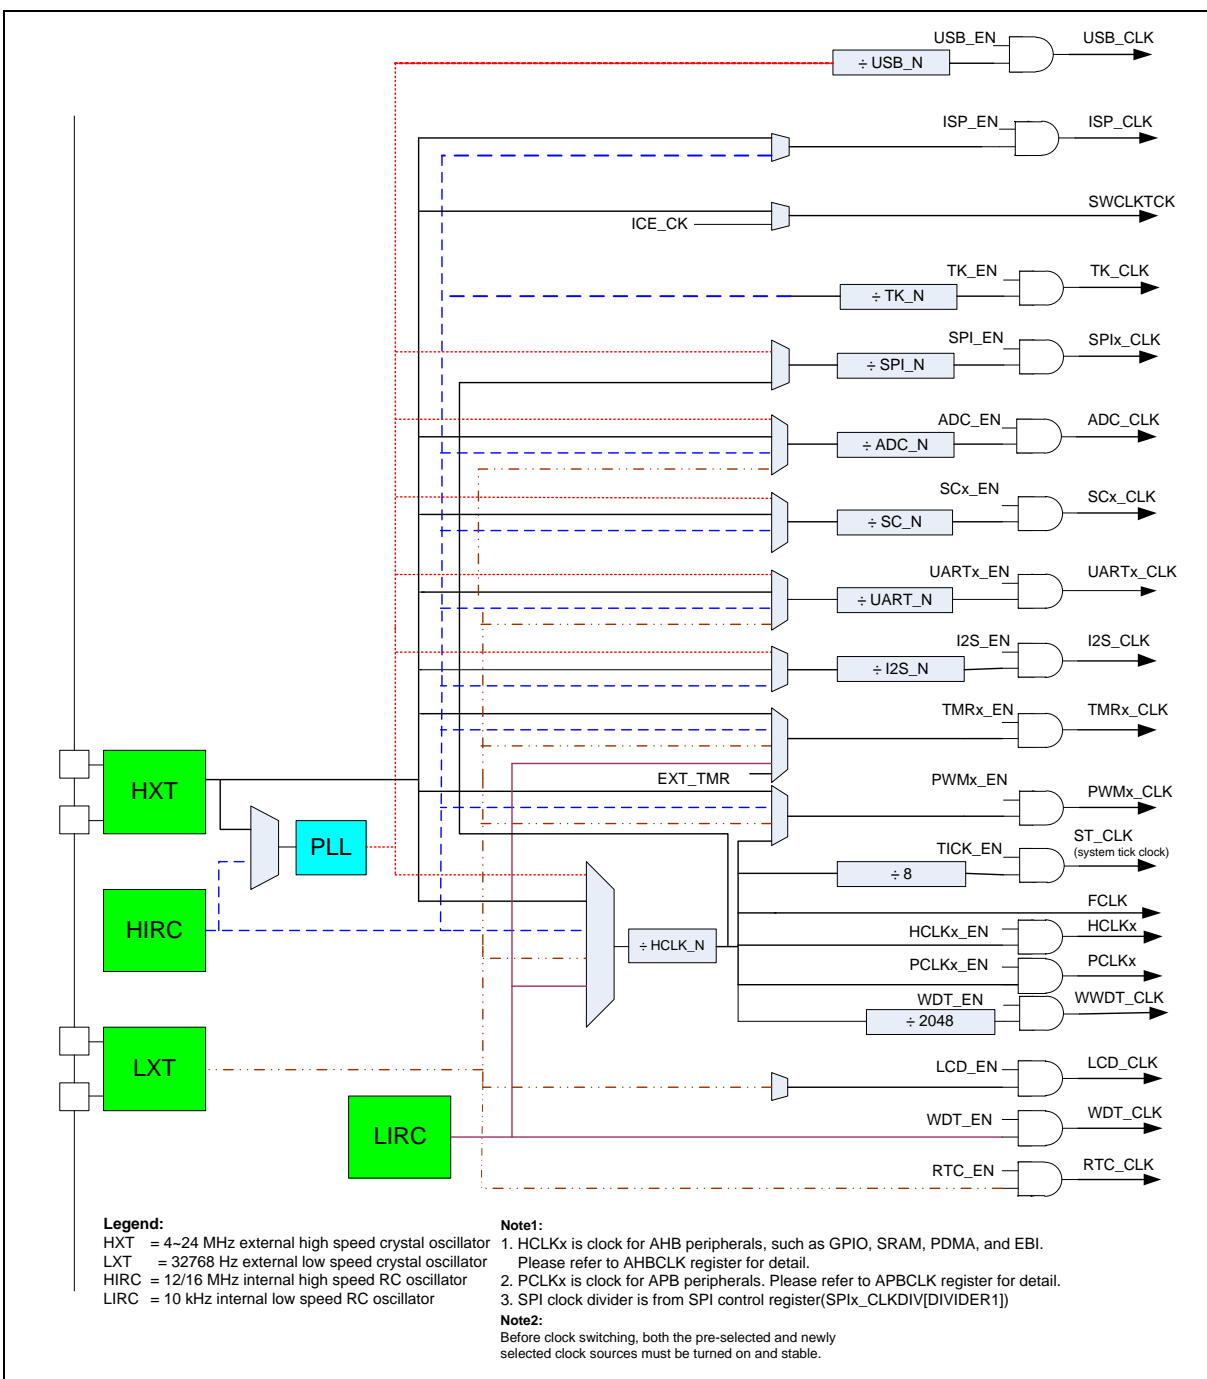 USB_EN
USB_CLK
÷ USB_N
ISP_EN
ISP_CLK
SWCLKTCK
ICE_CK
TK_EN
TK_CLK
÷ TK_N
SPI_EN
SPIx_CLK
÷ SPI_N
ADC_EN
ADC_CLK
÷ ADC_N
SCx_EN
SCx_CLK
÷ SC_N
UARTx_EN
UARTx_CLK
÷ UART_N
I2S_EN
I2S_CLK
÷ I2S_N
TMRx_EN
TMRx_CLK
EXT_TMR
HXT
PWMx_EN
PWMx_CLK
PLL
TICK_EN
ST_CLK
(system tick clock)
÷ 8
FCLK
HIRC
HCLKx_EN
HCLKx
÷ HCLK_N
PCLKx_EN
PCLKx
WDT_EN
WWDT_CLK
÷ 2048
LXT
LCD_EN
LCD_CLK
LIRC
WDT_EN
WDT_CLK
RTC_EN
RTC_CLK
Legend:
HXT = 4~24 MHz external high speed crystal oscillator
LXT = 32768 Hz external low speed crystal oscillator
HIRC = 12/16 MHz internal high speed RC oscillator
LIRC = 10 kHz internal low speed RC oscillator
Note1:
1. HCLKx is clock for AHB peripherals, such as GPIO, SRAM, PDMA, and EBI.
Please refer to AHBCLK register for detail.
2. PCLKx is clock for APB peripherals. Please refer to APBCLK register for detail.
3. SPI clock divider is from SPI control register(SPIx_CLKDIV[DIVIDER1])
Note2:
Before clock switching, both the pre-selected and newly
selected clock sources must be turned on and stable.